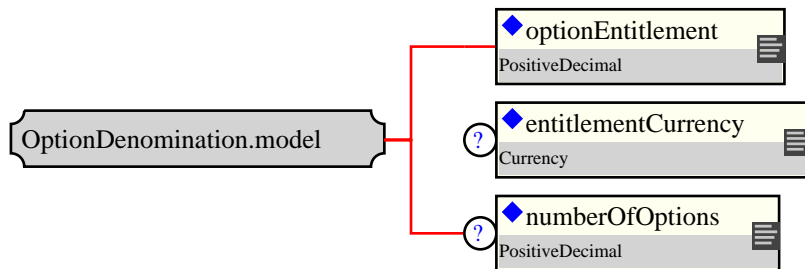 optionEntitlement
PositiveDecimal
OptionDenomination.model
?
entitlementCurrency
Currency
?
numberOfOptions
PositiveDecimal